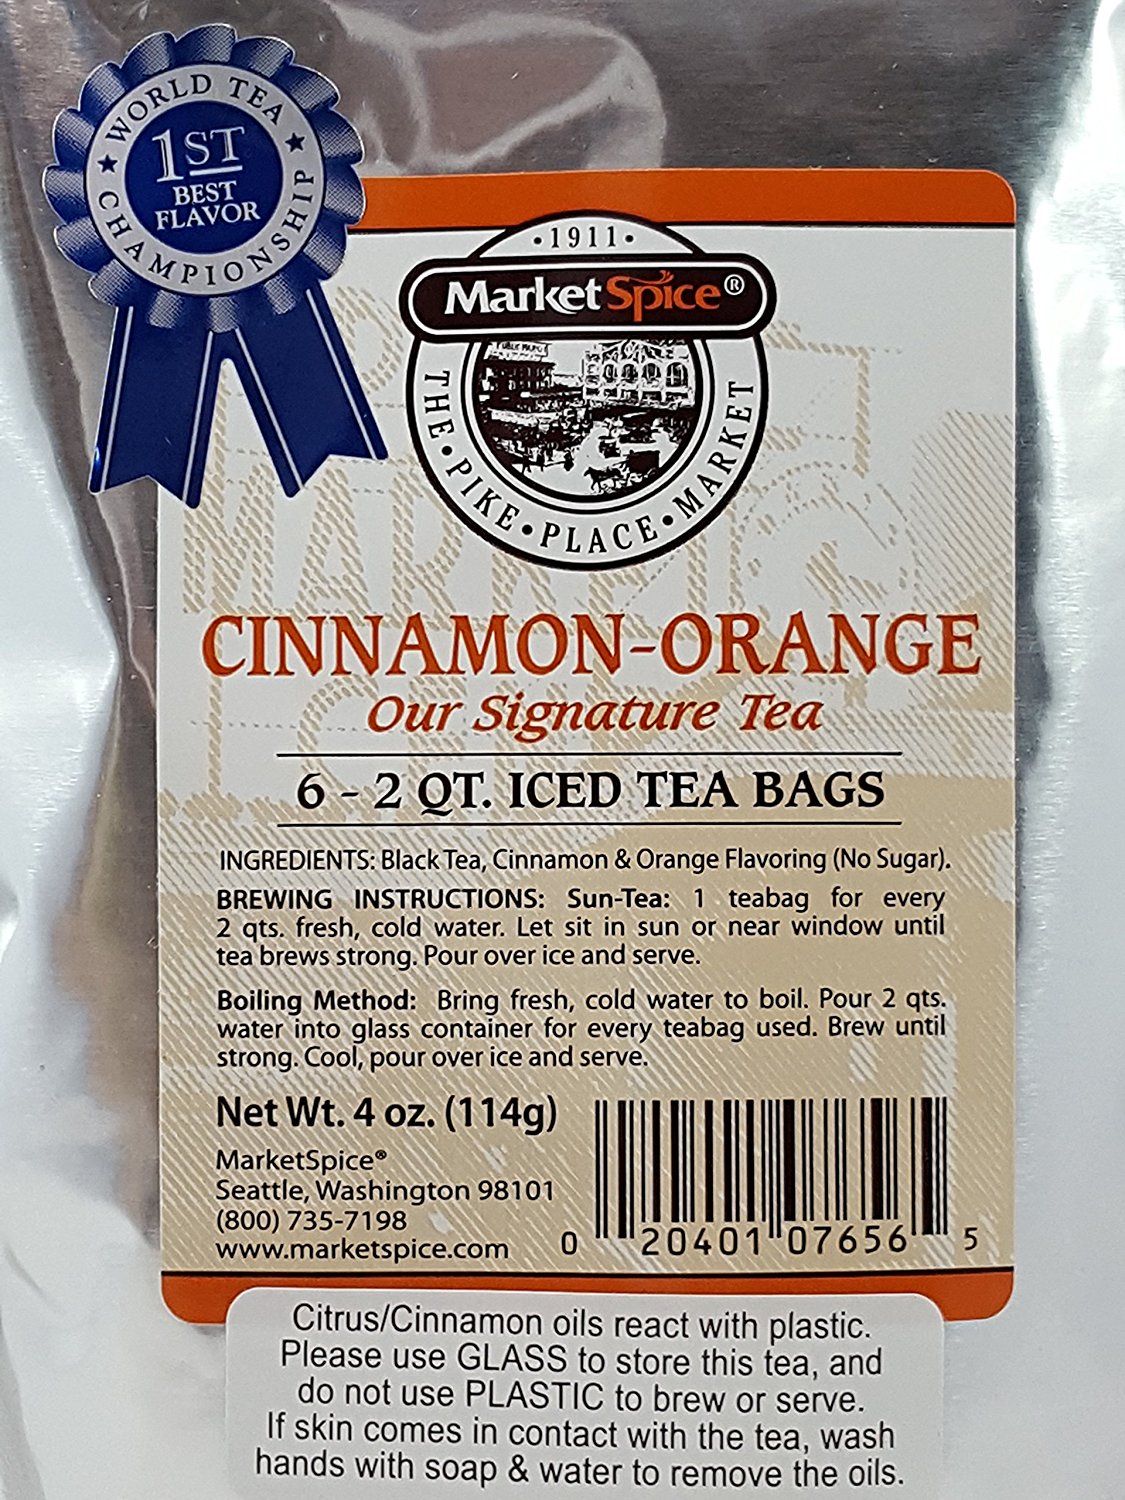 WORLD TEA
1ST
BEST
FLAVOR
CHAMPIONSHIP
·1911·
MarketSpice®
PUBLIC MARKET
THE • PIKE • PLACE • MARKET
CINNAMON-ORANGE
Our Signature Tea
6 - 2 QT. ICED TEA BAGS
INGREDIENTS: Black Tea, Cinnamon & Orange Flavoring (No Sugar).
BREWING INSTRUCTIONS: Sun-Tea: 1 teabag for every
2 qts. fresh, cold water. Let sit in sun or near window until
tea brews strong. Pour over ice and serve.
Boiling Method: Bring fresh, cold water to boil. Pour 2 qts.
water into glass container for every teabag used. Brew until
strong. Cool, pour over ice and serve.
Net Wt. 4 oz. (114g)
MarketSpice®
Seattle, Washington 98101
(800) 735-7198
www.marketspice.com
0 20401 07656 5
Citrus/Cinnamon oils react with plastic.
Please use GLASS to store this tea, and
do not use PLASTIC to brew or serve.
If skin comes in contact with the tea, wash
hands with soap & water to remove the oils.